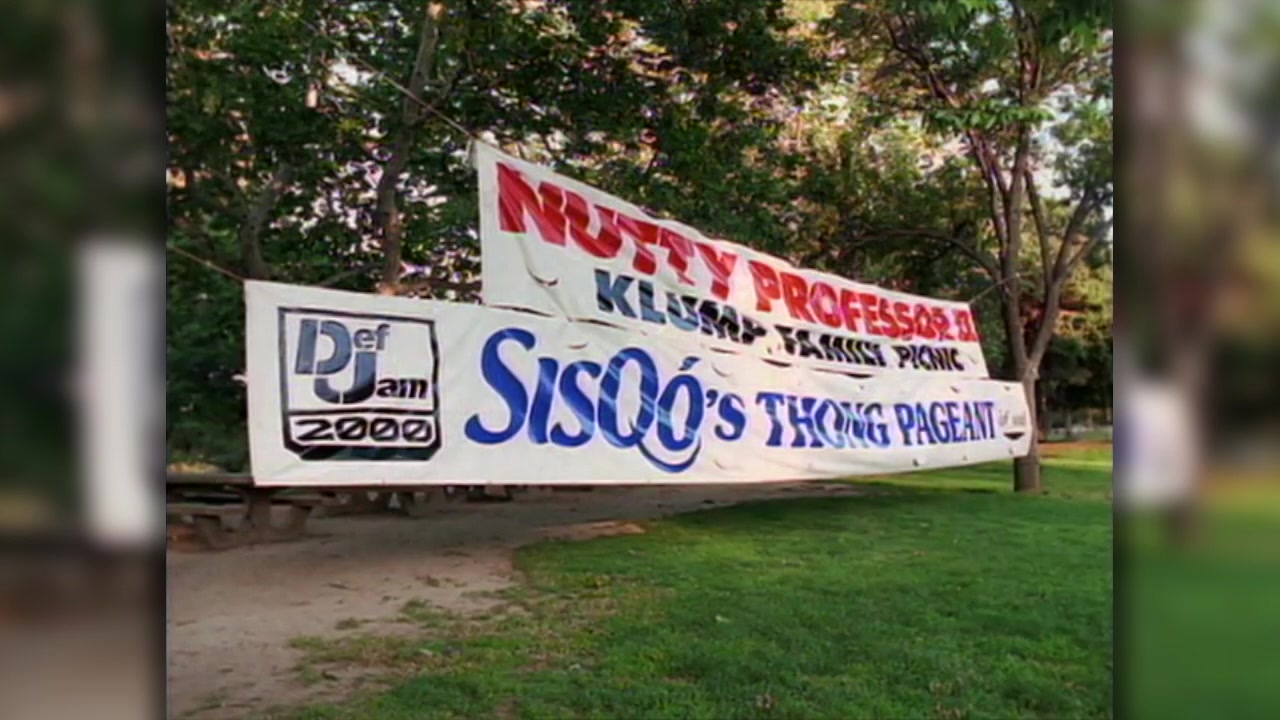 NUTTY PROFESSOR II
KLUMP FAMILY PICNIC
Def
Jam
2000
SISQÓ'S THONG PAGEANT